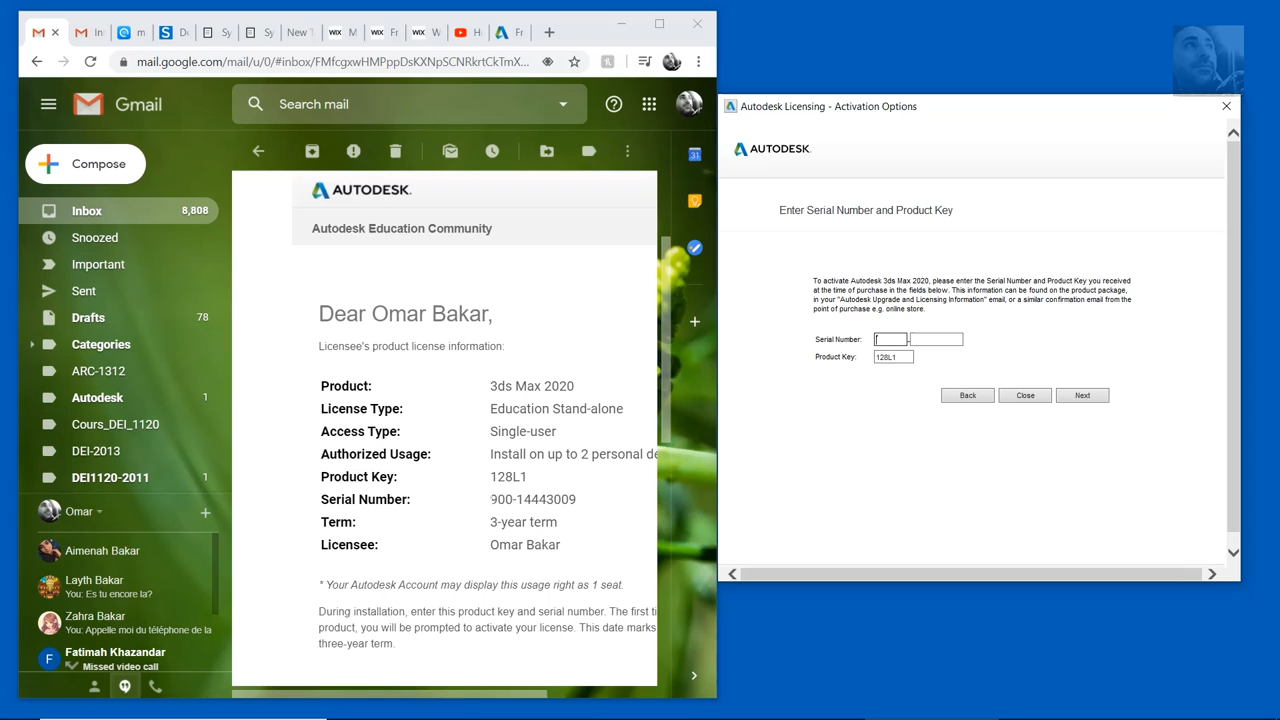 In
m
De
Sy
Sy
New T
WIX M
WIX Fr
WIX W
H
Fr
mail.google.com/mail/u/0/#inbox/FMfcgxwHMPppDsKXNpSCNRkrtCkTmX...
Gmail
Search mail
Compose
Inbox 8,808
Snoozed
Important
Sent
Drafts 78
Categories
ARC-1312
Autodesk 1
Cours_DEI_1120
DEI-2013
DEI1120-2011 1
Omar
Aimenah Bakar
Layth Bakar
You: Es tu encore la?
Zahra Bakar
You: Appelle moi du téléphone de la
Fatimah Khazandar
Missed video call
AUTODESK.
Autodesk Education Community
Dear Omar Bakar,
Licensee's product license information:
Product: 3ds Max 2020
License Type: Education Stand-alone
Access Type: Single-user
Authorized Usage: Install on up to 2 personal de
Product Key: 128L1
Serial Number: 900-14443009
Term: 3-year term
Licensee: Omar Bakar
* Your Autodesk Account may display this usage right as 1 seat.
During installation, enter this product key and serial number. The first ti
product, you will be prompted to activate your license. This date marks
three-year term.
31
Autodesk Licensing - Activation Options
AUTODESK.
Enter Serial Number and Product Key
To activate Autodesk 3ds Max 2020, please enter the Serial Number and Product Key you received
at the time of purchase in the fields below. This information can be found on the product package,
in your "Autodesk Upgrade and Licensing Information" email, or a similar confirmation email from the
point of purchase e.g. online store.
Serial Number: -
Product Key: 128L1
Back Close Next